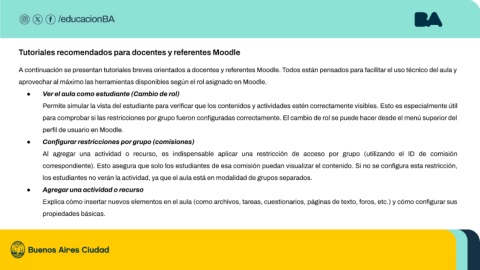 /educacionBA
BA
Tutoriales recomendados para docentes y referentes Moodle
A continuación se presentan tutoriales breves orientados a docentes y referentes Moodle. Todos están pensados para facilitar el uso técnico del aula y
aprovechar al máximo las herramientas disponibles según el rol asignado en Moodle.
● Ver el aula como estudiante (Cambio de rol)
Permite simular la vista del estudiante para verificar que los contenidos y actividades estén correctamente visibles. Esto es especialmente útil
para comprobar si las restricciones por grupo fueron configuradas correctamente. El cambio de rol se puede hacer desde el menú superior del
perfil de usuario en Moodle.
● Configurar restricciones por grupo (comisiones)
Al agregar una actividad o recurso, es indispensable aplicar una restricción de acceso por grupo (utilizando el ID de comisión
correspondiente). Esto asegura que solo los estudiantes de esa comisión puedan visualizar el contenido. Si no se configura esta restricción,
los estudiantes no verán la actividad, ya que el aula está en modalidad de grupos separados.
● Agregar una actividad o recurso
Explica cómo insertar nuevos elementos en el aula (como archivos, tareas, cuestionarios, páginas de texto, foros, etc.) y cómo configurar sus
propiedades básicas.
Buenos Aires Ciudad